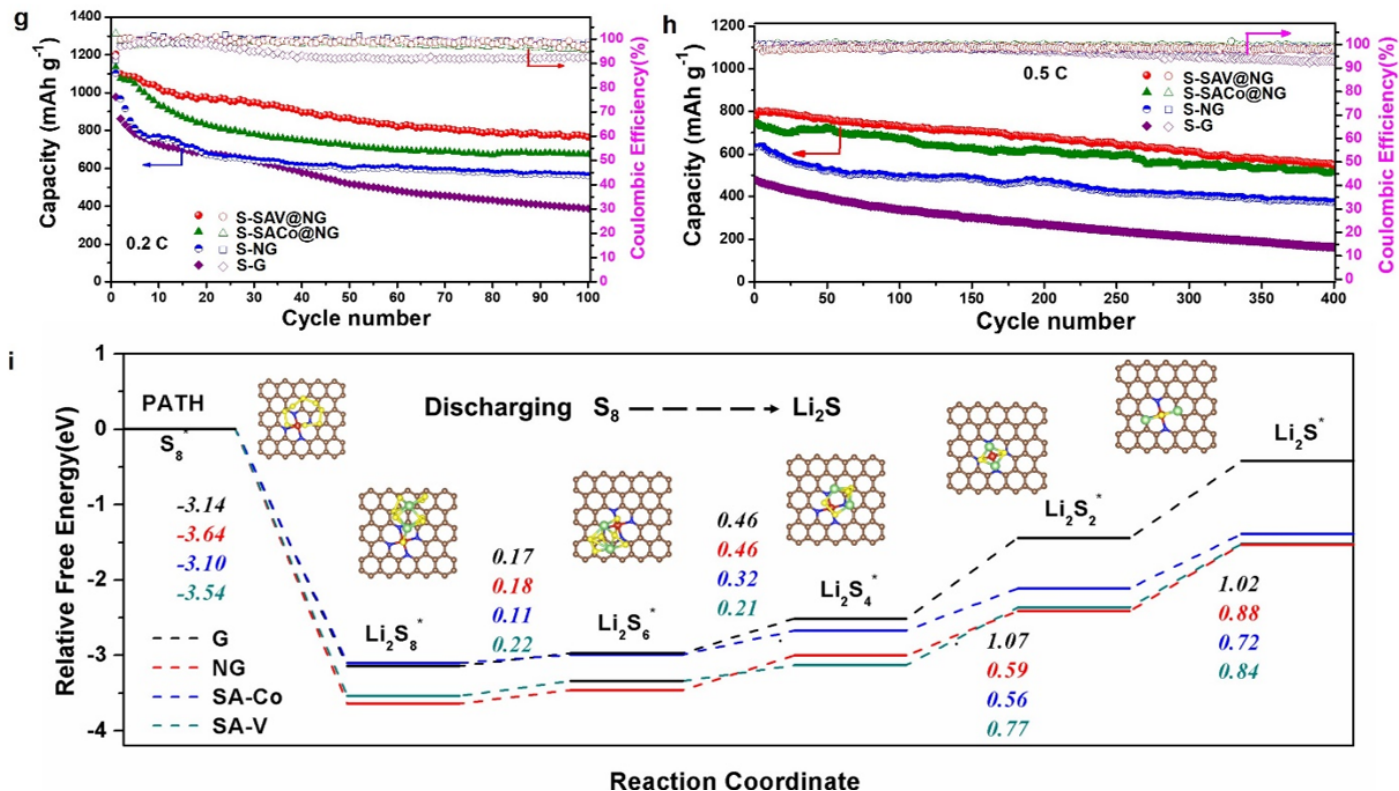 g
1400
1200
1000
800
600
400
200
0
Capacity (mAh g⁻¹)
100
90
80
70
60
50
40
30
20
10
0
Coulombic Efficiency(%)
0.2 C
S-SAV@NG
S-SACo@NG
S-NG
S-G
0 10 20 30 40 50 60 70 80 90 100
Cycle number
h
1200
1000
800
600
400
200
0
Capacity (mAh g⁻¹)
100
90
80
70
60
50
40
30
20
10
0
Coulombic Efficiency(%)
0.5 C
S-SAV@NG
S-SACo@NG
S-NG
S-G
0 50 100 150 200 250 300 350 400
Cycle number
i
1
0
-1
-2
-3
-4
Relative Free Energy(eV)
PATH
Discharging S₈ Li₂S
S₈*
-3.14
-3.64
-3.10
-3.54
Li₂S₈*
0.17
0.18
0.11
0.22
Li₂S₆*
0.46
0.46
0.32
0.21
Li₂S₄*
1.07
0.59
0.56
0.77
Li₂S₂*
1.02
0.88
0.72
0.84
Li₂S*
G
NG
SA-Co
SA-V
Reaction Coordinate